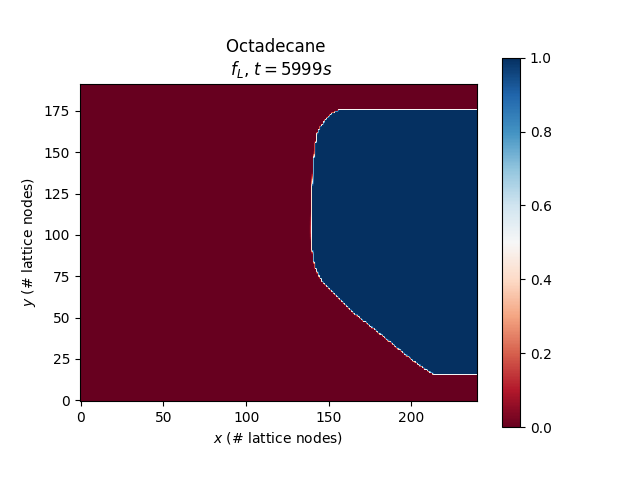 Octadecane
f_L, t = 5999s
175
150
125
100
75
50
25
0
y (# lattice nodes)
0 50 100 150 200
x (# lattice nodes)
1.0
0.8
0.6
0.4
0.2
0.0